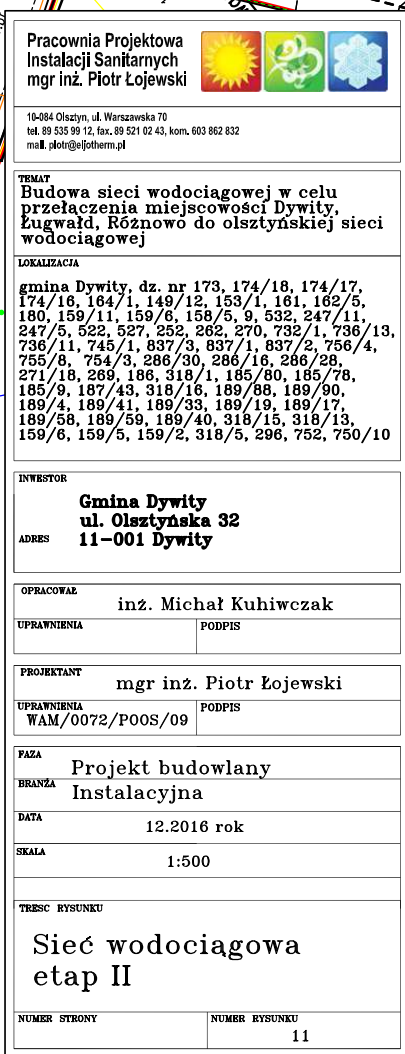 Pracownia Projektowa
Instalacji Sanitarnych
mgr inż. Piotr Łojewski
10-084 Olsztyn, ul. Warszawska 70
tel. 89 535 99 12, fax. 89 521 02 43, kom. 603 862 832
mail. piotr@eljotherm.pl
TEMAT
Budowa sieci wodociągowej w celu
przełączenia miejscowości Dywity,
Ługwałd, Różnowo do olsztyńskiej sieci
wodociągowej
LOKALIZACJA
gmina Dywity, dz. nr 173, 174/18, 174/17,
174/16, 164/1, 149/12, 153/1, 161, 162/5,
180, 159/11, 159/6, 158/5, 9, 532, 247/11,
247/5, 522, 527, 252, 262, 270, 732/1, 736/13,
736/11, 745/1, 837/3, 837/1, 837/2, 756/4,
755/8, 754/3, 286/30, 286/16, 286/28,
271/18, 269, 186, 318/1, 185/80, 185/78,
185/9, 187/43, 318/16, 189/88, 189/90,
189/4, 189/41, 189/33, 189/19, 189/17,
189/58, 189/59, 189/40, 318/15, 318/13,
159/6, 159/5, 159/2, 318/5, 296, 752, 750/10
INWESTOR
Gmina Dywity
ul. Olsztyńska 32
ADRES 11-001 Dywity
OPRACOWAŁ
inż. Michał Kuhiwczak
UPRAWNIENIA PODPIS
PROJEKTANT
mgr inż. Piotr Łojewski
UPRAWNIENIA PODPIS
WAM/0072/POOS/09
FAZA
Projekt budowlany
BRANŻA
Instalacyjna
DATA
12.2016 rok
SKALA
1:500
TRESC RYSUNKU
Sieć wodociągowa
etap II
NUMER STRONY NUMER RYSUNKU
11